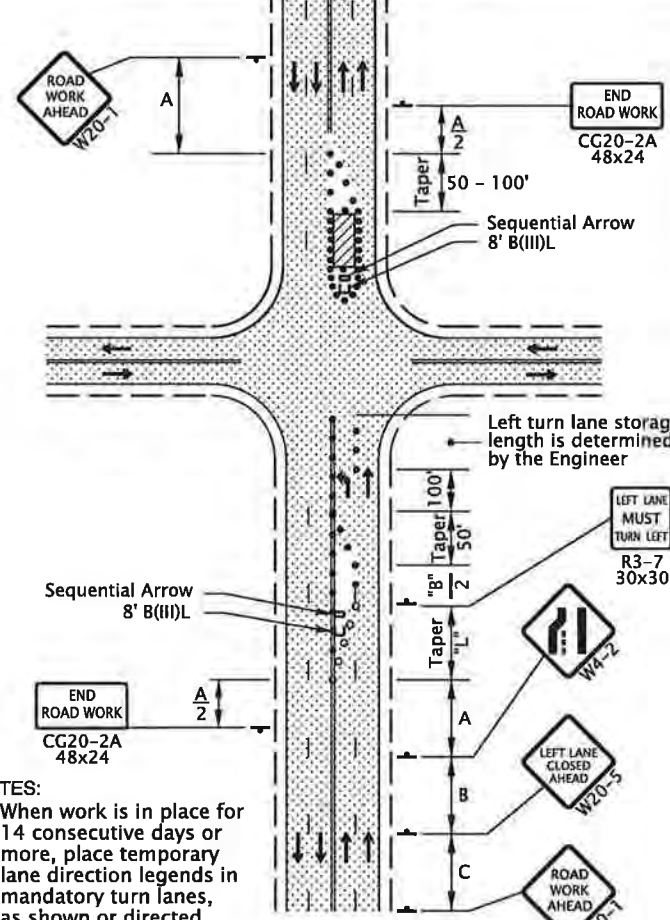 ROAD
WORK
AHEAD
W20-1
A
END
ROAD WORK
CG20-2A
48x24
A
2
Taper
50 - 100'
Sequential Arrow
8' B(III)L
Left turn lane storag
length is determined
by the Engineer
100'
Taper
50'
"B"
2
LEFT LANE
MUST
TURN LEFT
R3-7
30x30
Sequential Arrow
8' B(III)L
Taper
"L"
W4-2
END
ROAD WORK
CG20-2A
48x24
A
2
A
LEFT LANE
CLOSED
AHEAD
W20-5
B
C
ROAD
WORK
AHEAD
TES:
When work is in place for
14 consecutive days or
more, place temporary
lane direction legends in
mandatory turn lanes,
as shown or directed